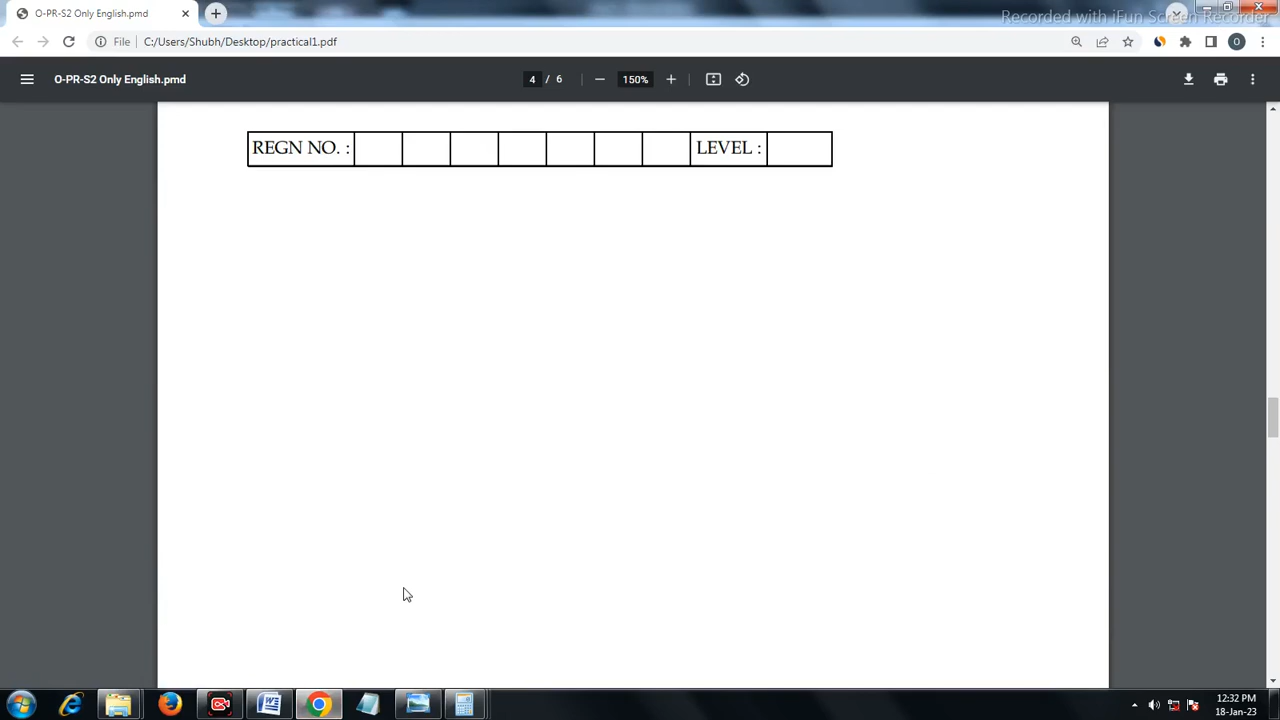 O-PR-S2 Only English.pmd
Recorded with iFun Screen Recorder
File C:/Users/Shubh/Desktop/practical1.pdf
O
O-PR-S2 Only English.pmd 4 / 6 150%
REGN NO. : LEVEL :
12:32 PM
18-Jan-23